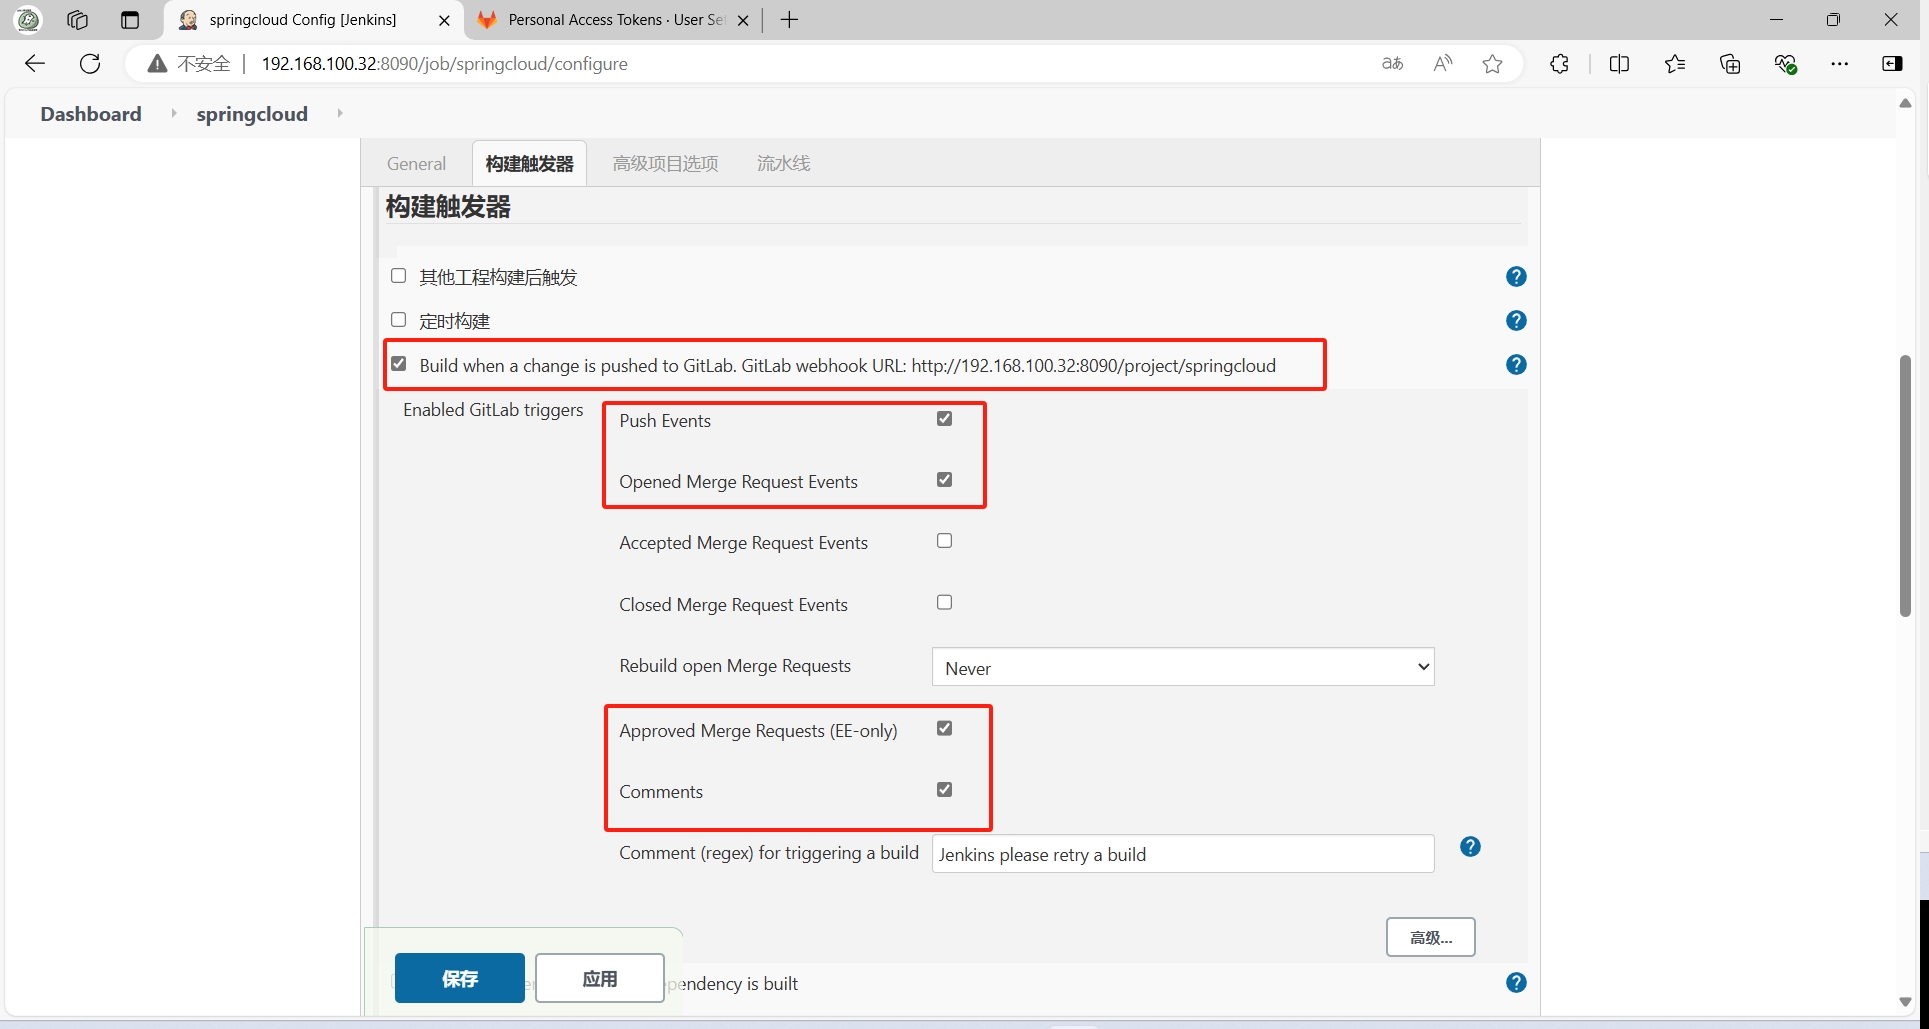 springcloud Config [Jenkins]
Personal Access Tokens · User Se
不安全
192.168.100.32:8090/job/springcloud/configure
Dashboard
springcloud
General
构建触发器
高级项目选项
流水线
构建触发器
其他工程构建后触发
定时构建
Build when a change is pushed to GitLab. GitLab webhook URL: http://192.168.100.32:8090/project/springcloud
Enabled GitLab triggers
Push Events
Opened Merge Request Events
Accepted Merge Request Events
Closed Merge Request Events
Rebuild open Merge Requests
Never
Approved Merge Requests (EE-only)
Comments
Comment (regex) for triggering a build
Jenkins please retry a build
高级...
保存
应用
pendency is built